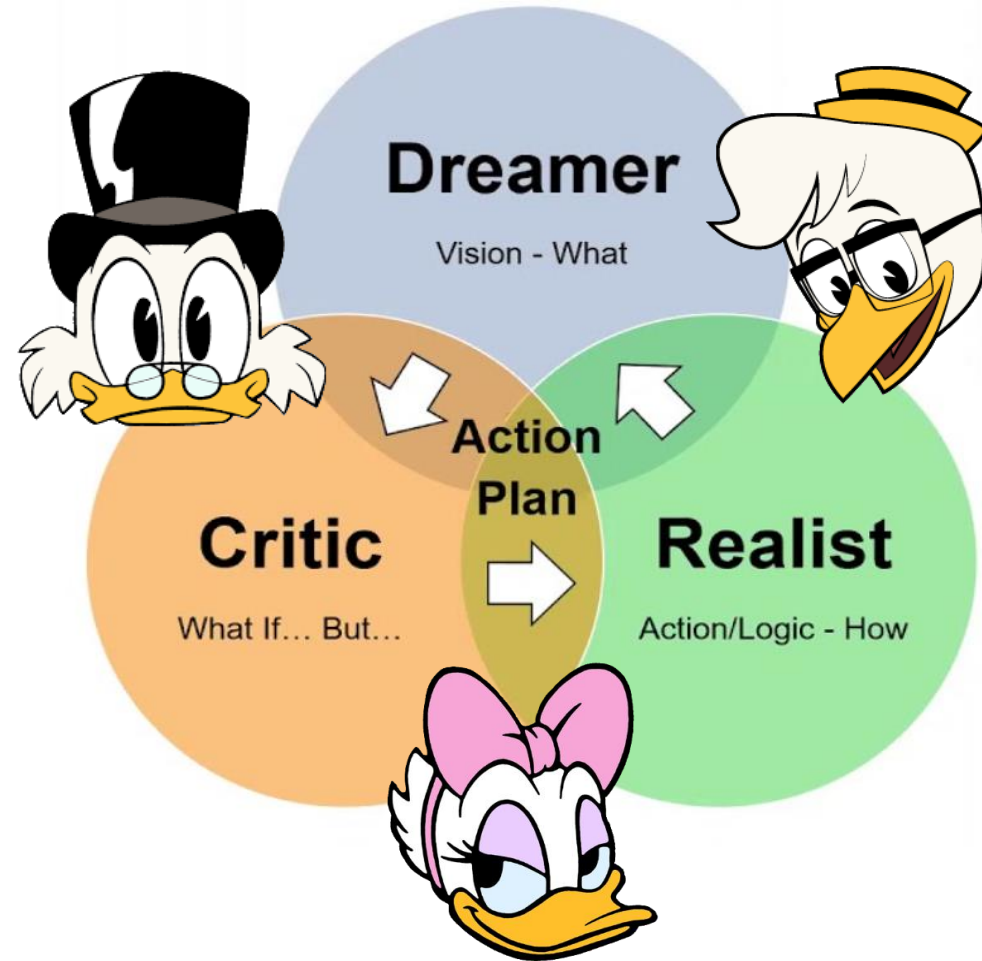 Dreamer
Vision - What
Action
Plan
Critic
What If... But...
Realist
Action/Logic - How